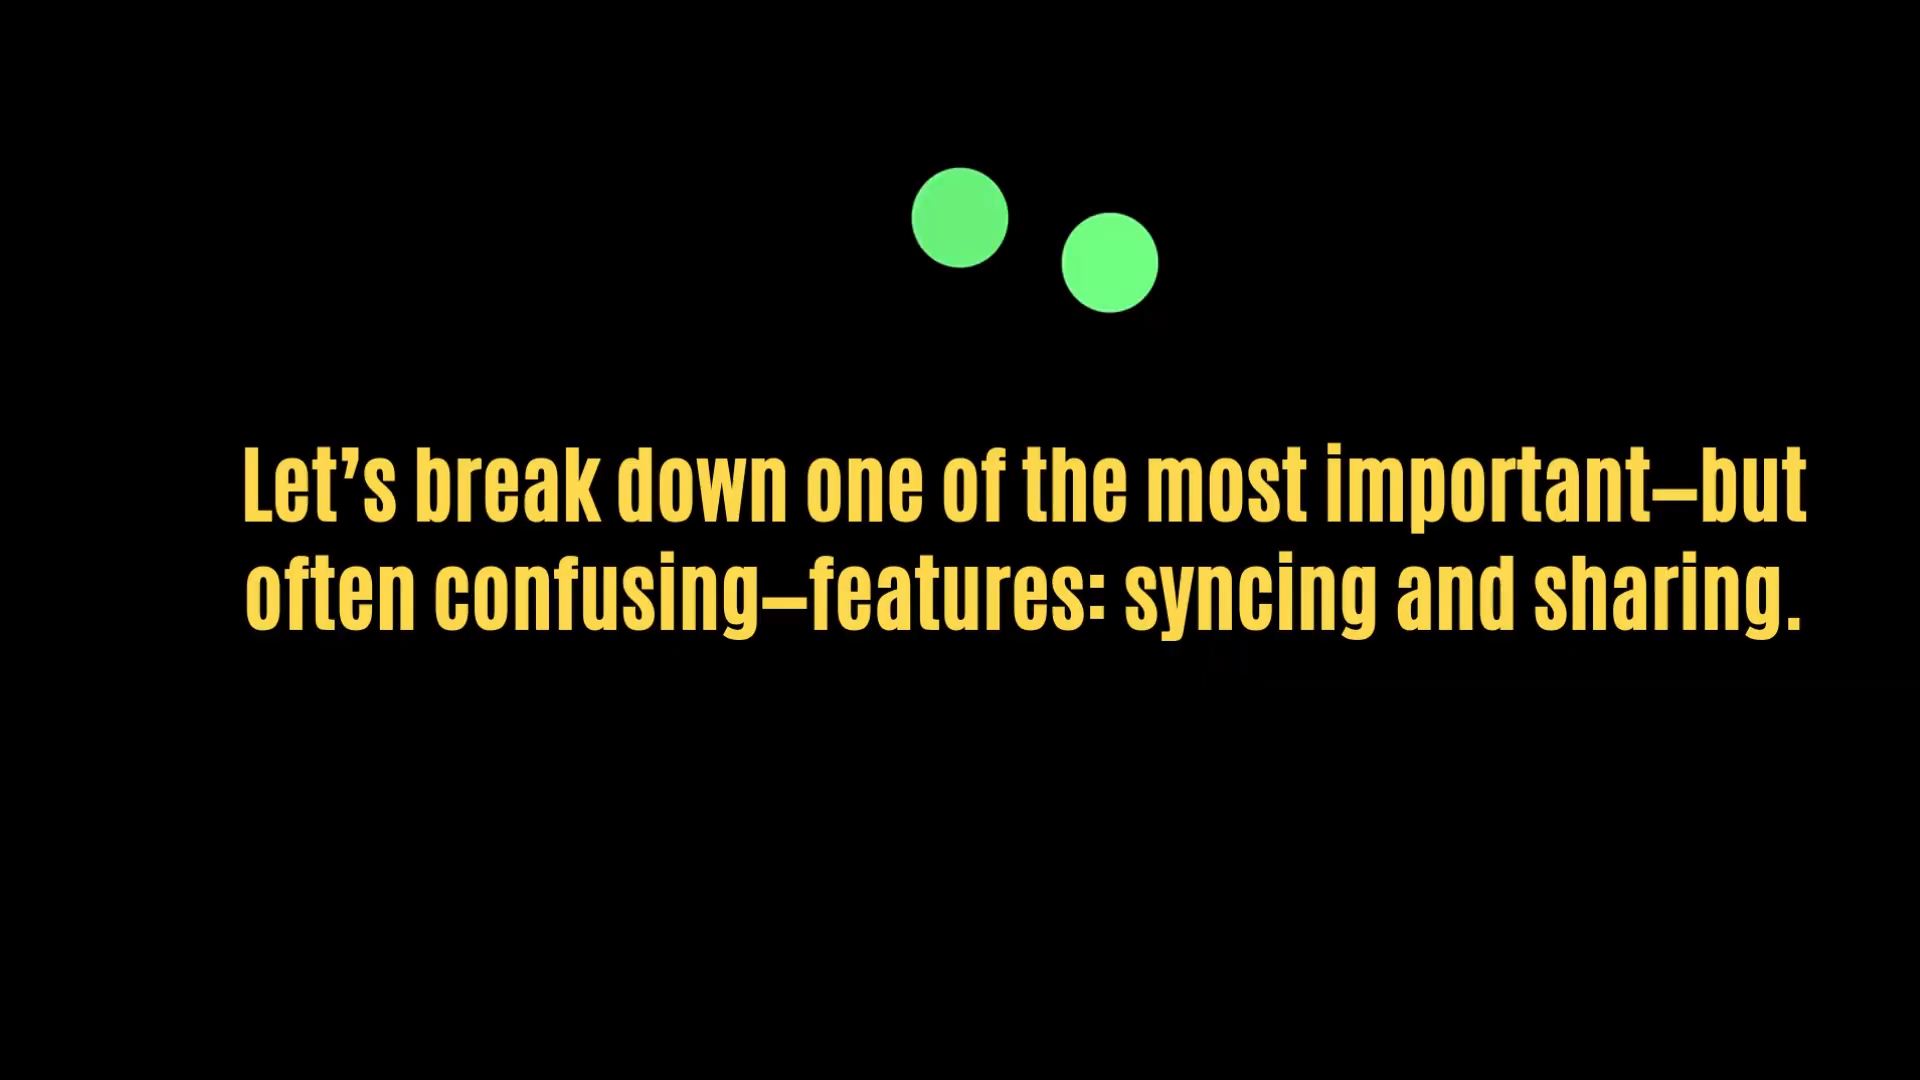 Let’s break down one of the most important—but
often confusing—features: syncing and sharing.